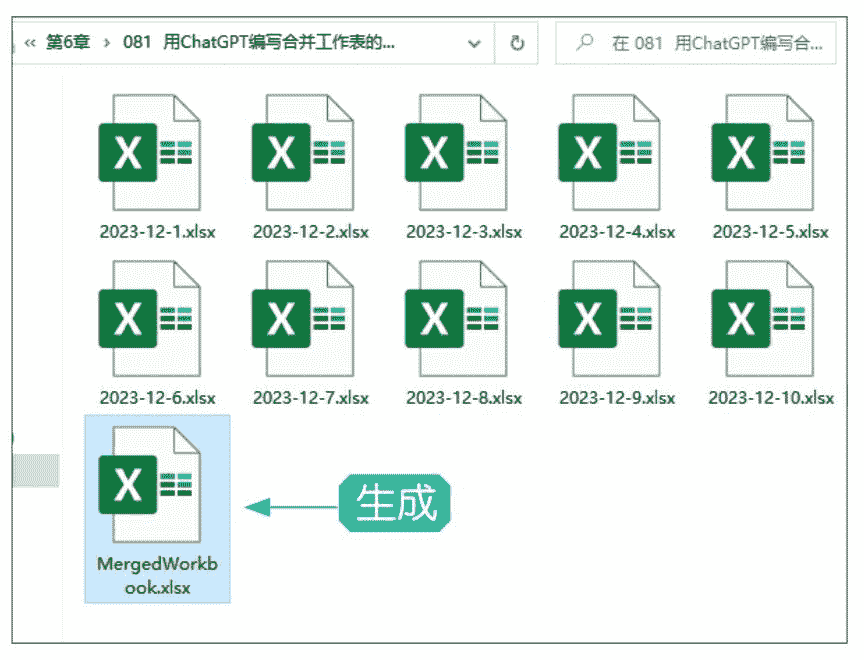 « 第6章 › 081 用ChatGPT编写合并工作表的...
在 081 用ChatGPT编写合...
2023-12-1.xlsx 2023-12-2.xlsx 2023-12-3.xlsx 2023-12-4.xlsx 2023-12-5.xlsx
2023-12-6.xlsx 2023-12-7.xlsx 2023-12-8.xlsx 2023-12-9.xlsx 2023-12-10.xlsx
生成
MergedWorkb
ook.xlsx